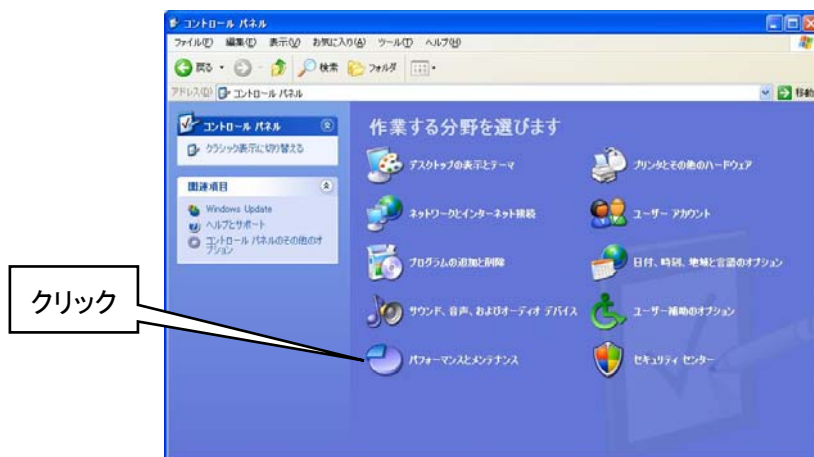 コントロール パネル
ファイル(F) 編集(E) 表示(V) お気に入り(A) ツール(T) ヘルプ(H)
戻る 検索 フォルダ
アドレス(D) コントロール パネル 移動
コントロール パネル
クラシック表示に切り替える
関連項目
Windows Update
ヘルプとサポート
コントロール パネルのその他のオ
プション
作業する分野を選びます
デスクトップの表示とテーマ
プリンタとその他のハードウェア
ネットワークとインターネット接続
ユーザー アカウント
プログラムの追加と削除
日付、時刻、地域と言語のオプション
サウンド、音声、およびオーディオ デバイス
ユーザー補助のオプション
パフォーマンスとメンテナンス
セキュリティ センター
クリック